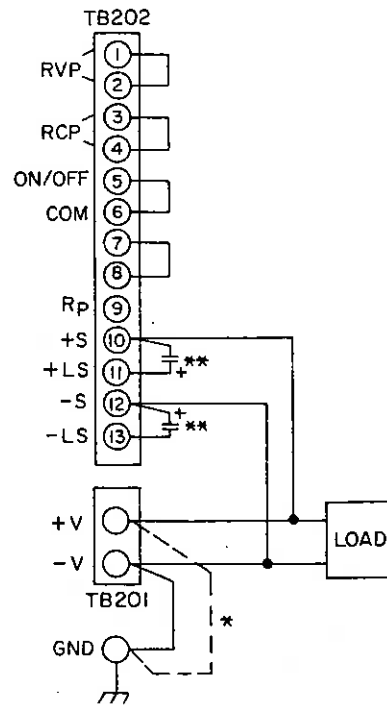 TB202
RVP
1
2
RCP
3
4
ON/OFF 5
COM 6
7
8
Rp 9
+S 10
**
+LS 11 +
-S 12
+
**
-LS 13
+V
LOAD
-V
TB201
*
GND